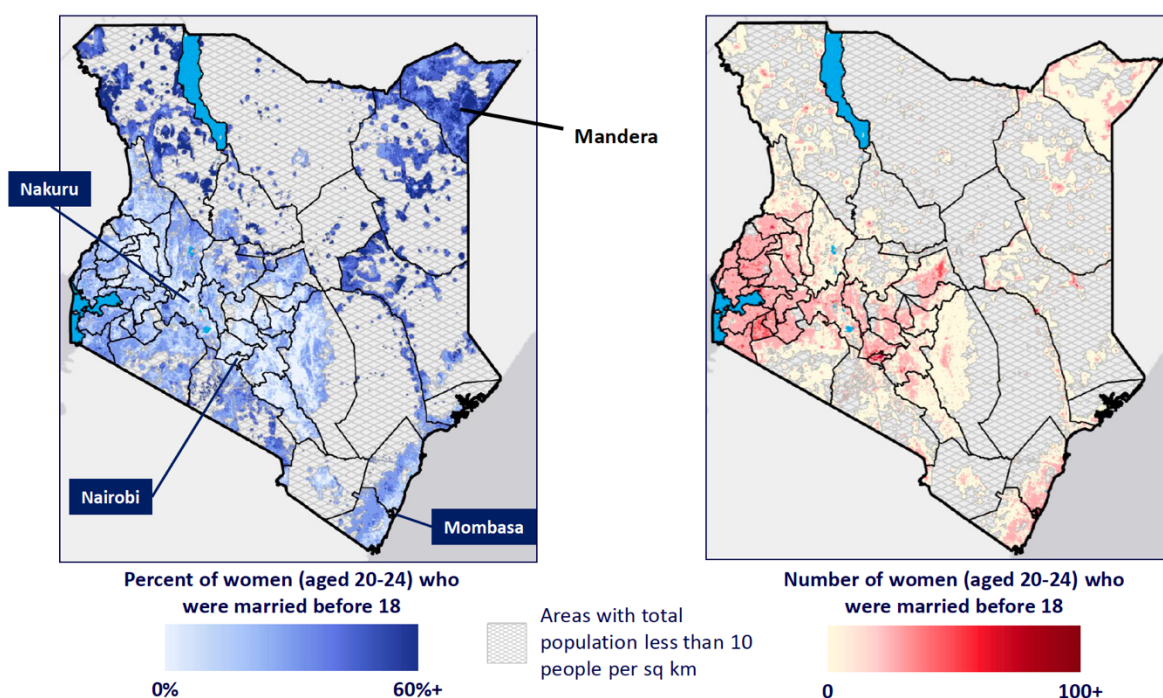 Mandera
Nakuru
Nairobi
Mombasa
Percent of women (aged 20-24) who
were married before 18
0%
60%+
Areas with total
population less than 10
people per sq km
Number of women (aged 20-24) who
were married before 18
0
100+